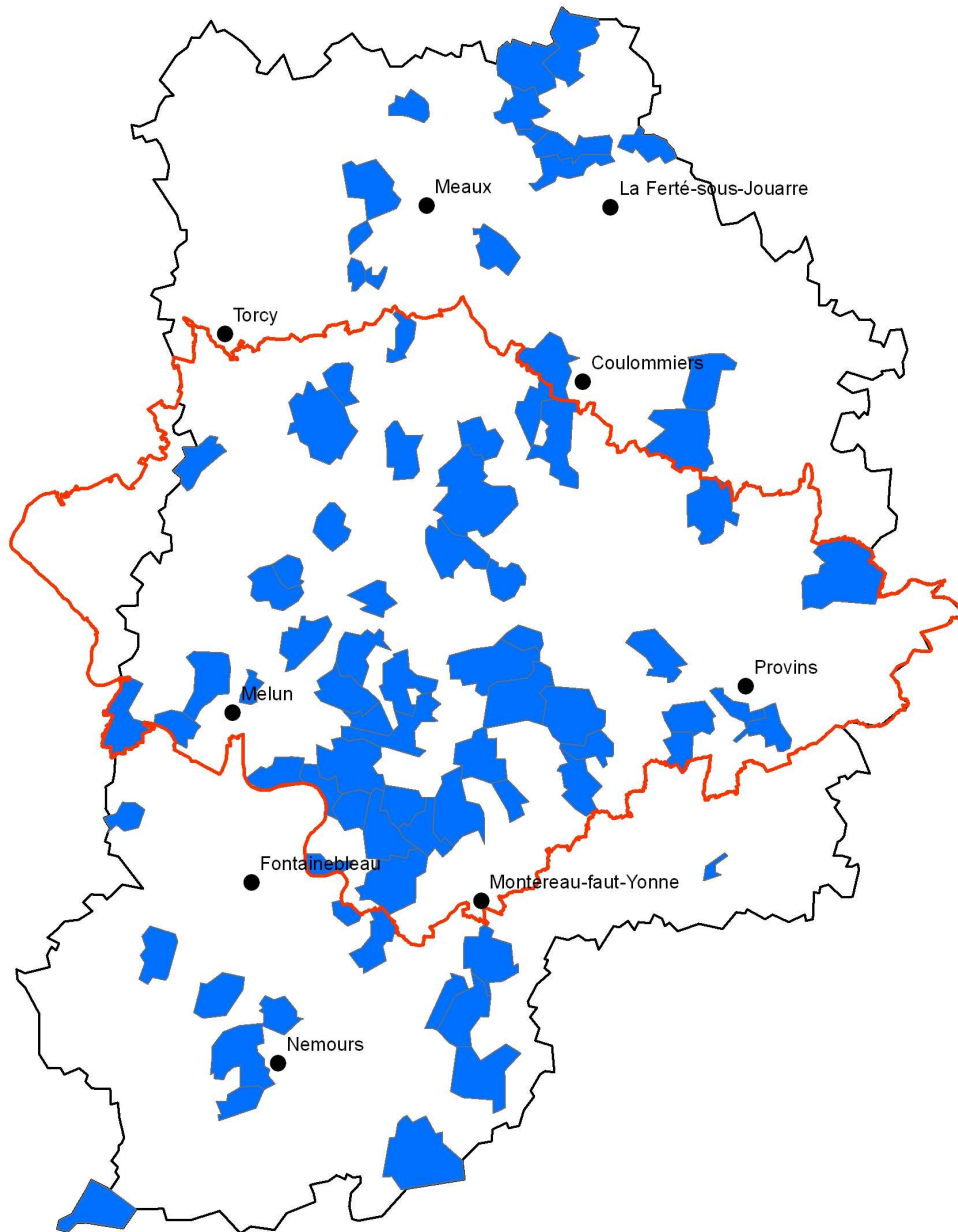 Meaux
La Ferté-sous-Jouarre
Torcy
Coulommiers
Provins
Melun
Fontainebleau
Montereau-faut-Yonne
Nemours